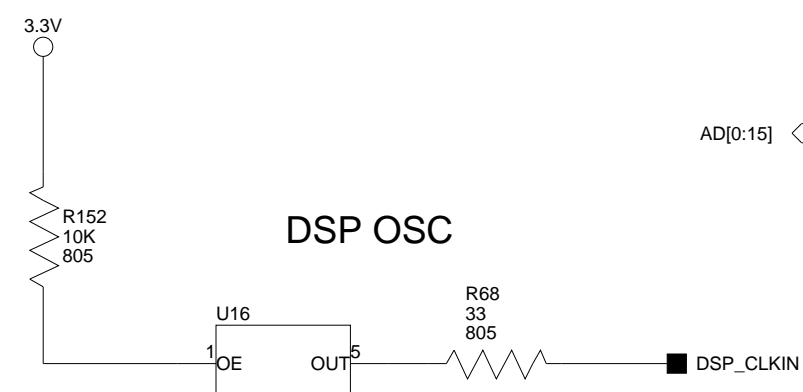 3.3V
AD[0:15]
R152
10K
805
DSP OSC
R68
33
805
U16
1
OE
OUT
5
DSP_CLKIN